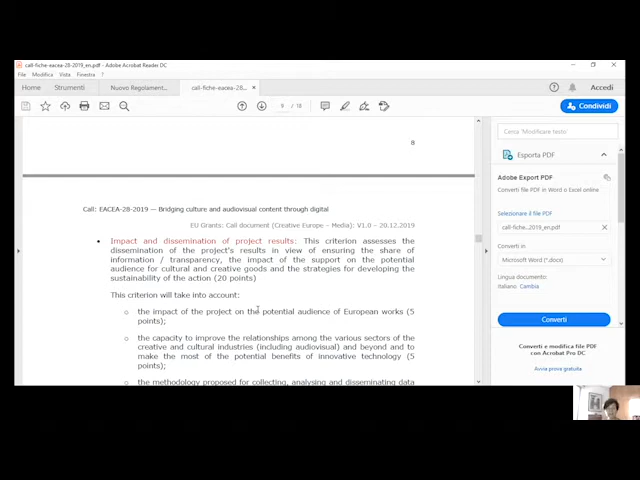 call-fiche-eacea-28-2019_en.pdf - Adobe Acrobat Reader DC
File Modifica Vista Finestra ?
Home Strumenti Nuovo Regolament... call-fiche-eacea-28-... × Accedi
8 / 18 Condividi
8
Cerca 'Modificare testo'
Esporta PDF
Adobe Export PDF
Converti file PDF in Word o Excel online
Selezionare il file PDF
call-fiche...2019_en.pdf
Converti in
Microsoft Word (*.docx)
Lingua documento:
Italiano Cambia
Converti
Converti e modifica file PDF
con Acrobat Pro DC
Avvia prova gratuita
Call: EACEA-28-2019 — Bridging culture and audiovisual content through digital
EU Grants: Call document (Creative Europe - Media): V1.0 – 20.12.2019
• Impact and dissemination of project results: This criterion assesses the
dissemination of the project's results in view of ensuring the share of
information / transparency, the impact of the support on the potential
audience for cultural and creative goods and the strategies for developing the
sustainability of the action (20 points)
This criterion will take into account:
o the impact of the project on the potential audience of European works (5
points);
o the capacity to improve the relationships among the various sectors of the
creative and cultural industries (including audiovisual) and beyond and to
make the most of the potential benefits of innovative technology (5
points);
o the methodology proposed for collecting, analysing and disseminating data